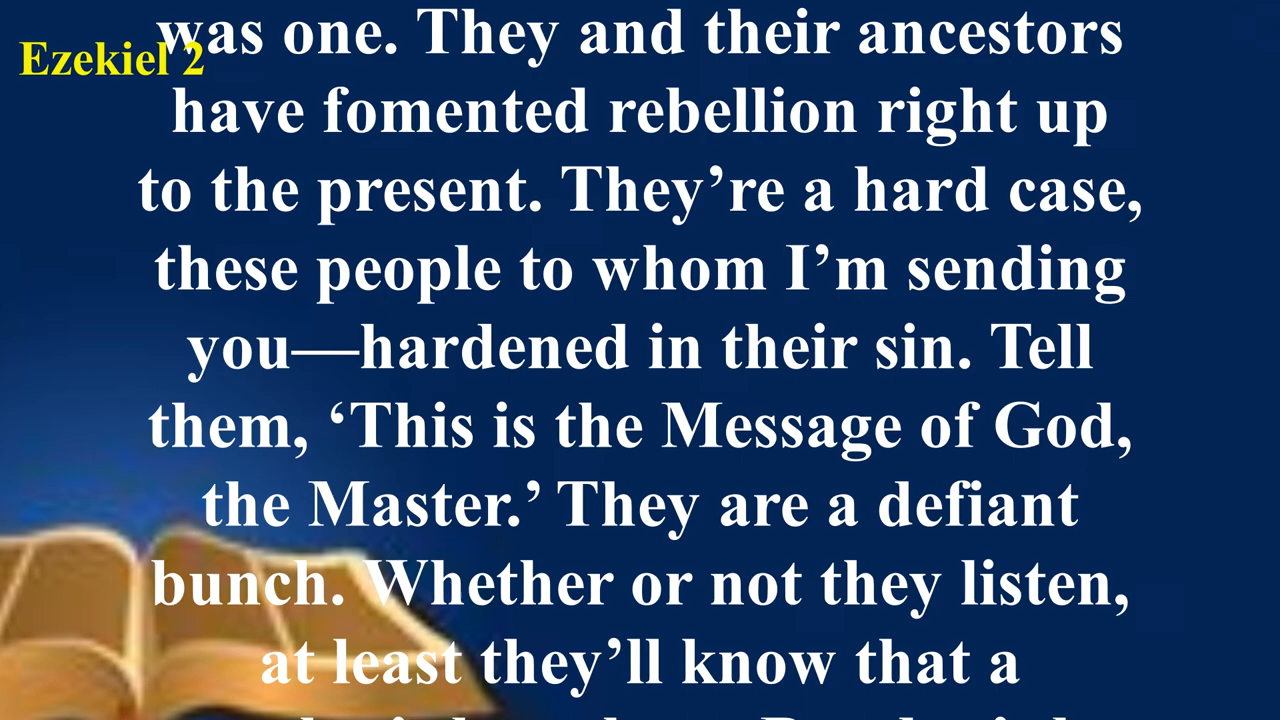 Ezekiel 2
was one. They and their ancestors
have fomented rebellion right up
to the present. They’re a hard case,
these people to whom I’m sending
you—hardened in their sin. Tell
them, ‘This is the Message of God,
the Master.’ They are a defiant
bunch. Whether or not they listen,
at least they’ll know that a